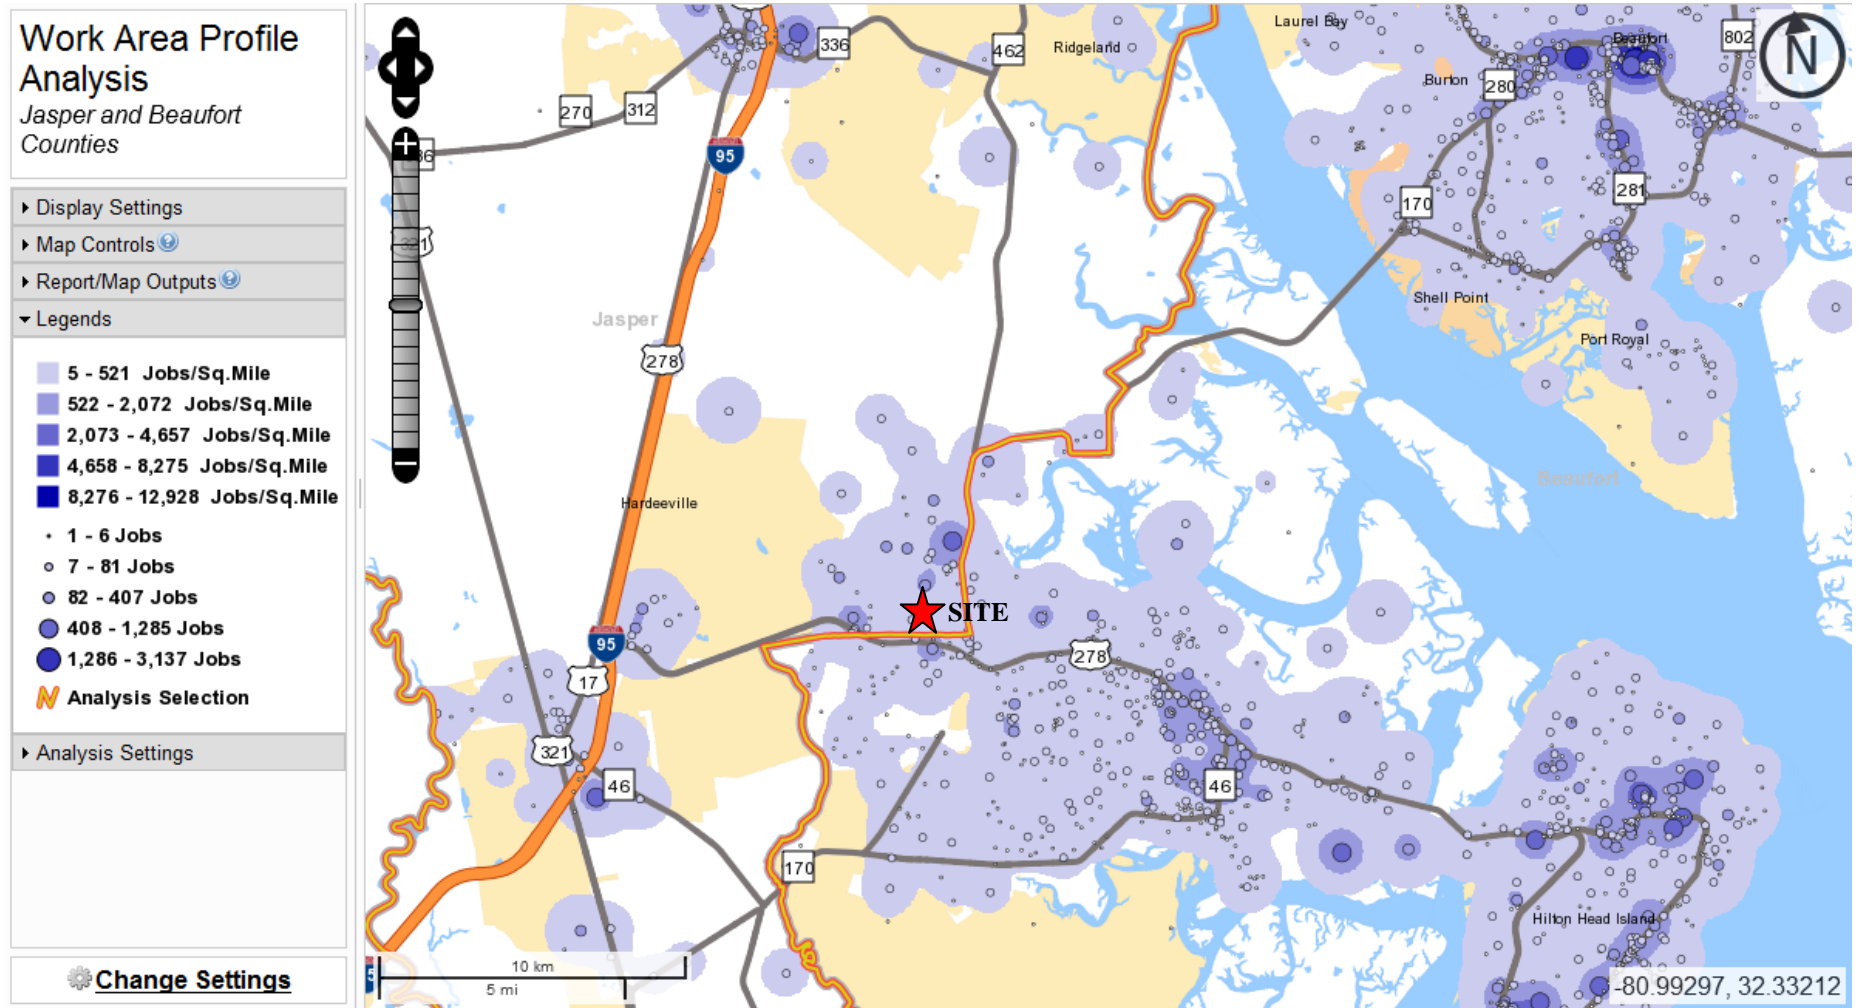 Work Area Profile
Analysis
Jasper and Beaufort
Counties
Display Settings
Map Controls
Report/Map Outputs
Legends
5 - 521 Jobs/Sq.Mile
522 - 2,072 Jobs/Sq.Mile
2,073 - 4,657 Jobs/Sq.Mile
4,658 - 8,275 Jobs/Sq.Mile
8,276 - 12,928 Jobs/Sq.Mile
1 - 6 Jobs
7 - 81 Jobs
82 - 407 Jobs
408 - 1,285 Jobs
1,286 - 3,137 Jobs
Analysis Selection
Analysis Settings
Change Settings
Laurel Bay
336
462
Ridgeland
Beaufort
802
N
Burton
280
270
312
95
170
281
321
Shell Point
Jasper
Port Royal
278
Beaufort
Hardeeville
SITE
95
278
17
321
46
46
170
Hilton Head Island
10 km
5 mi
-80.99297, 32.33212